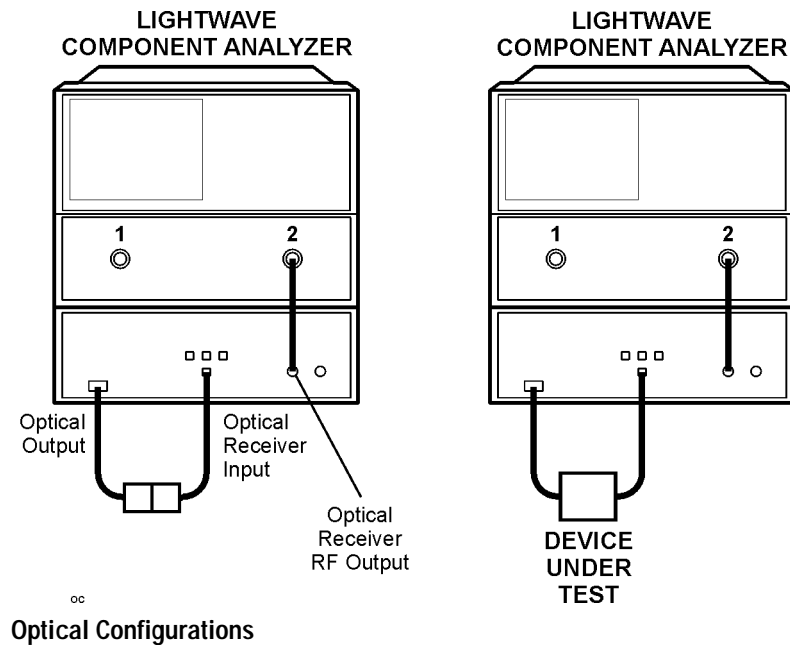 LIGHTWAVE
COMPONENT ANALYZER
1
2
Optical
Output
Optical
Receiver
Input
Optical
Receiver
RF Output
LIGHTWAVE
COMPONENT ANALYZER
1
2
DEVICE
UNDER
TEST
oc
Optical Configurations